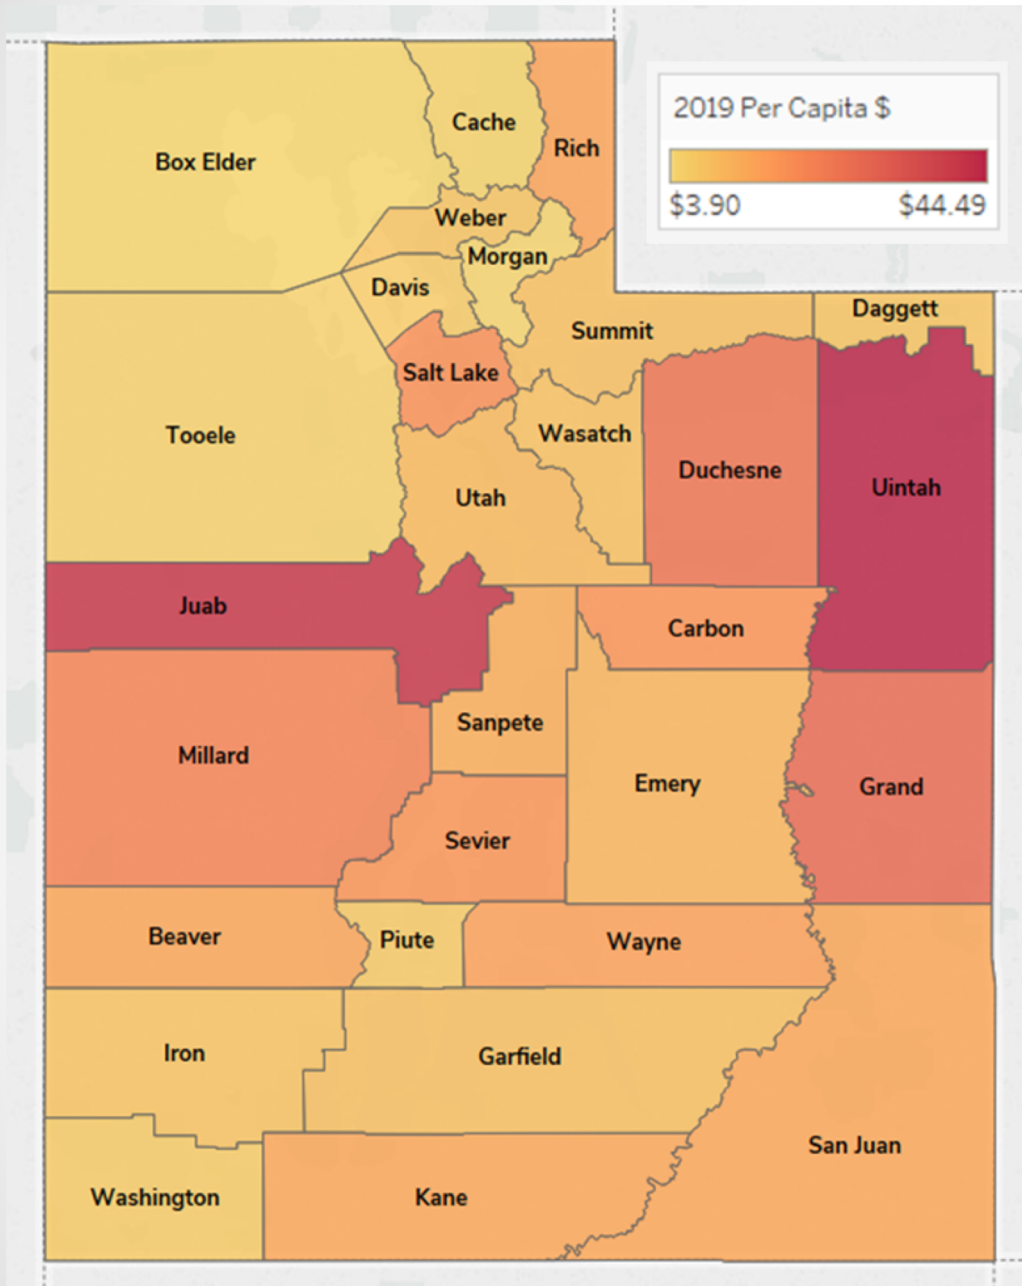 2019 Per Capita $
$3.90 $44.49
Cache
Rich
Box Elder
Weber
Morgan
Davis
Daggett
Summit
Salt Lake
Tooele
Wasatch
Duchesne
Uintah
Utah
Juab
Carbon
Sanpete
Millard
Emery
Grand
Sevier
Beaver
Piute
Wayne
Iron
Garfield
San Juan
Washington
Kane